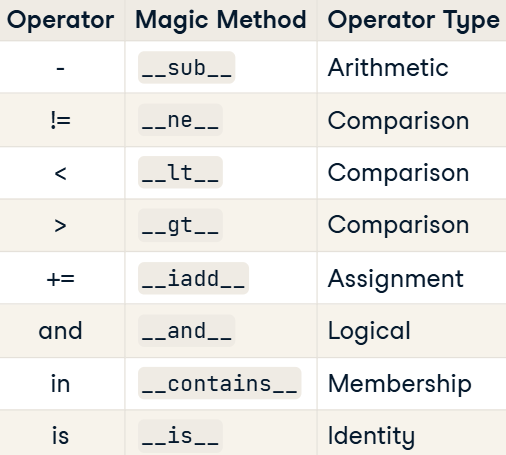 Operator Magic Method Operator Type
- __sub__ Arithmetic
!= __ne__ Comparison
< __lt__ Comparison
> __gt__ Comparison
+= __iadd__ Assignment
and __and__ Logical
in __contains__ Membership
is __is__ Identity